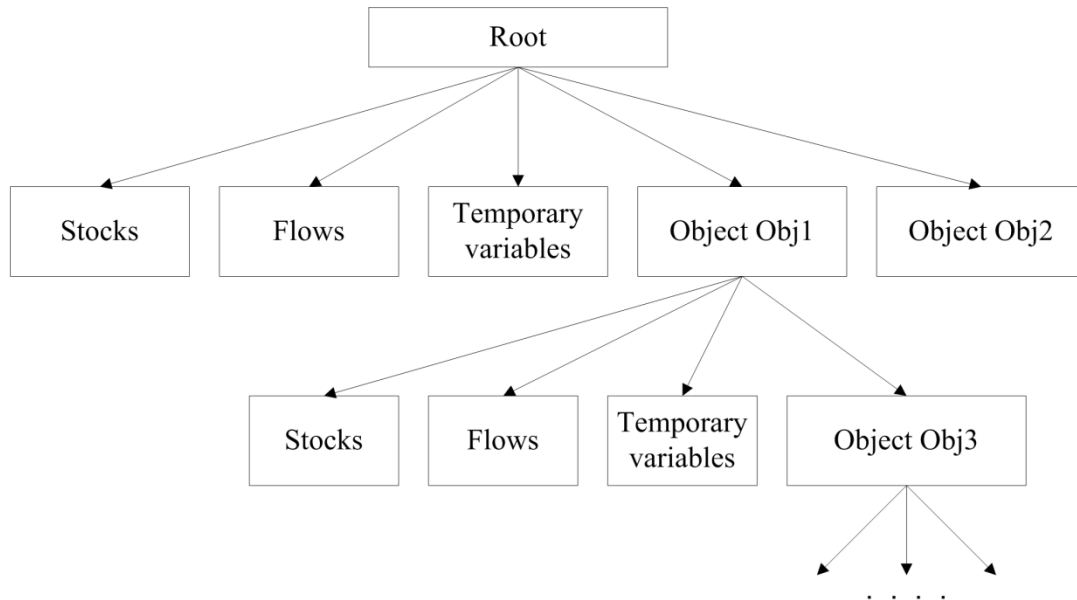 Root
Stocks
Flows
Temporary
variables
Object Obj1
Object Obj2
Stocks
Flows
Temporary
variables
Object Obj3
. . . .